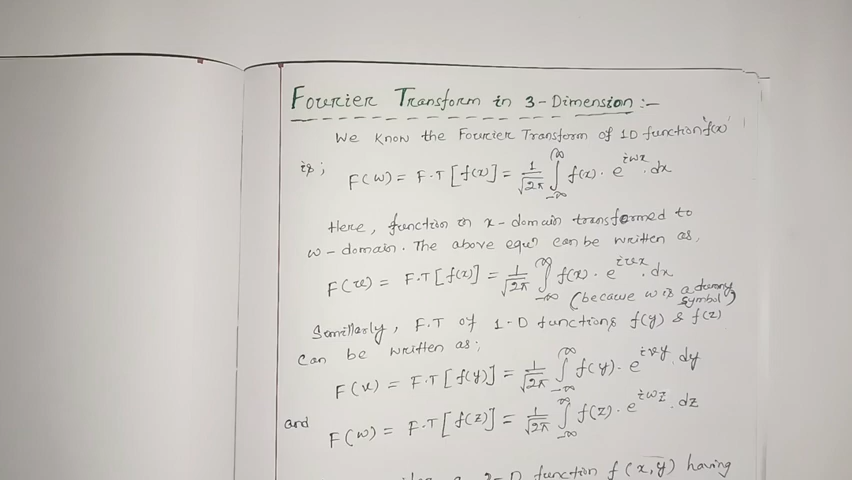 Fourier Transform in 3-Dimension :-
We know the Fourier Transform of 1D function 'f(x)'
is ;
F(w) = F.T [f(x)] = 1/√2π ∫_{-∞}^{∞} f(x) . e^{iwx} . dx
Here, function in x-domain transformed to
w-domain. The above equⁿ can be written as,
F(u) = F.T [f(x)] = 1/√2π ∫_{-∞}^{∞} f(x) . e^{iux} . dx
(because w is a dummy symbol)
Similarly, F.T of 1-D functions f(y) & f(z)
can be written as;
F(v) = F.T [f(y)] = 1/√2π ∫_{-∞}^{∞} f(y) . e^{ivy} . dy
and
F(w) = F.T [f(z)] = 1/√2π ∫_{-∞}^{∞} f(z) . e^{iwz} . dz
2-D function f(x,y) having